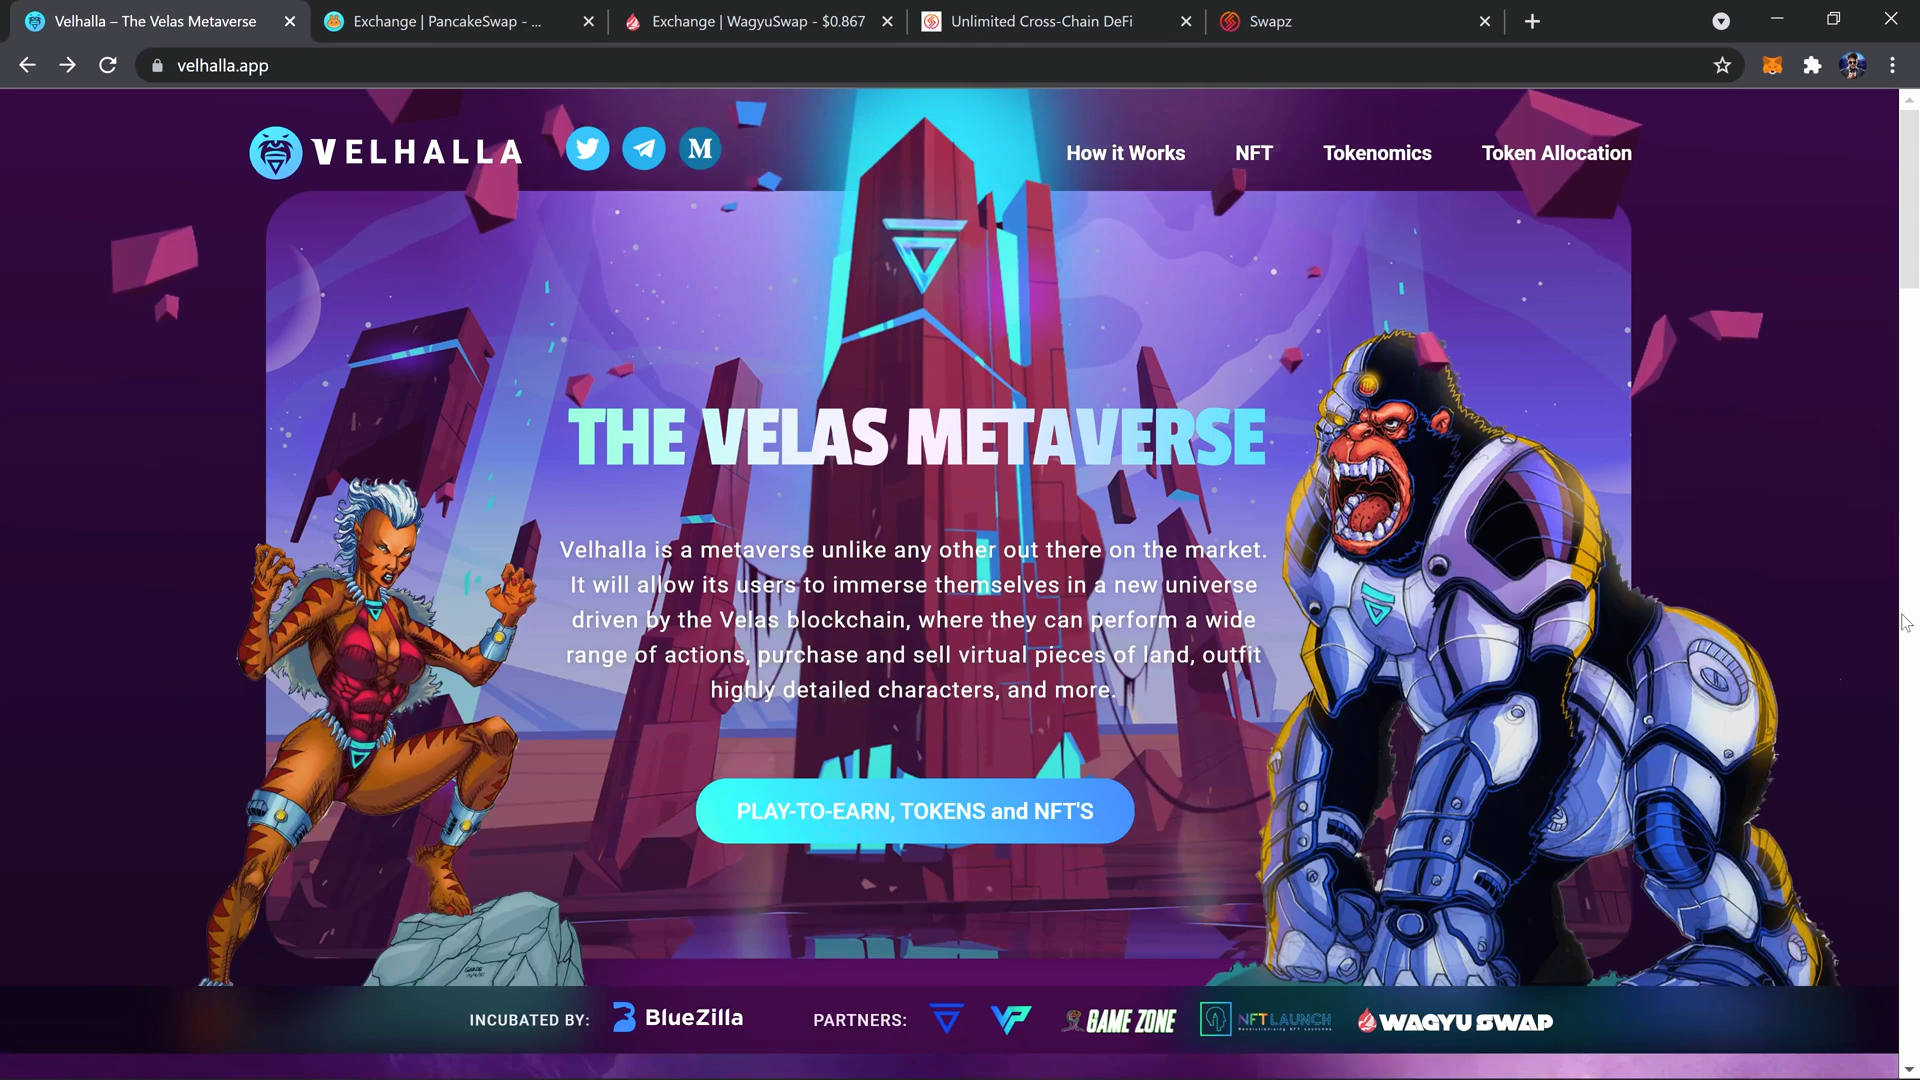 Velhalla – The Velas Metaverse
Exchange | PancakeSwap - ...
Exchange | WagyuSwap - $0.867
Unlimited Cross-Chain DeFi
Swapz
velhalla.app
VELHALLA
M
How it Works
NFT
Tokenomics
Token Allocation
THE VELAS METAVERSE
Velhalla is a metaverse unlike any other out there on the market.
It will allow its users to immerse themselves in a new universe
driven by the Velas blockchain, where they can perform a wide
range of actions, purchase and sell virtual pieces of land, outfit
highly detailed characters, and more.
PLAY-TO-EARN, TOKENS and NFT'S
INCUBATED BY:
BlueZilla
PARTNERS:
VP
GAME ZONE
NFTLAUNCH
Revolutionising NFT Launches
WAGYU SWAP